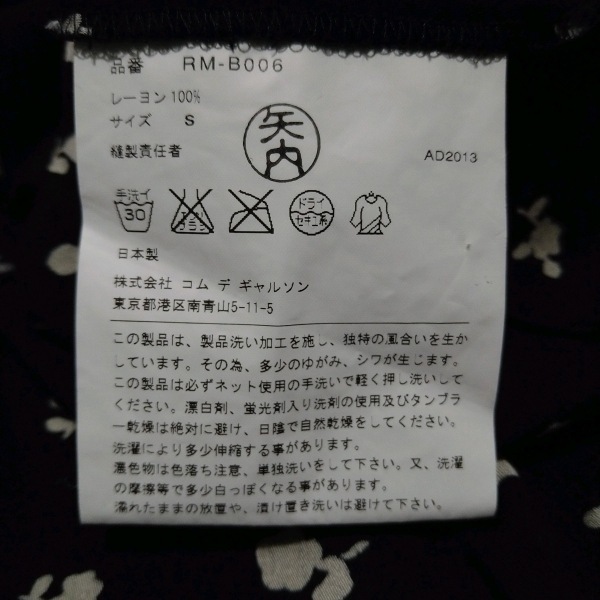 品番 RM-B006
レーヨン100%
サイズ S
縫製責任者 矢内 AD2013
手洗イ 30 エンソサラシ ドライ セキユ系
日本製
株式会社 コム デ ギャルソン
東京都港区南青山5-11-5
この製品は、製品洗い加工を施し、独特の風合いを生か
しています。その為、多少のゆがみ、シワが生じます。
この製品は必ずネット使用の手洗いで軽く押し洗いして
ください。漂白剤、蛍光剤入り洗剤の使用及びタンブラ
ー乾燥は絶対に避け、日陰で自然乾燥をしてください。
洗濯により多少伸縮する事があります。
濃色物は色落ち注意、単独洗いをして下さい。又、洗濯
の摩擦等で多少白っぽくなる事があります。
濡れたままの放置や、漬け置き洗いは避けて下さい。